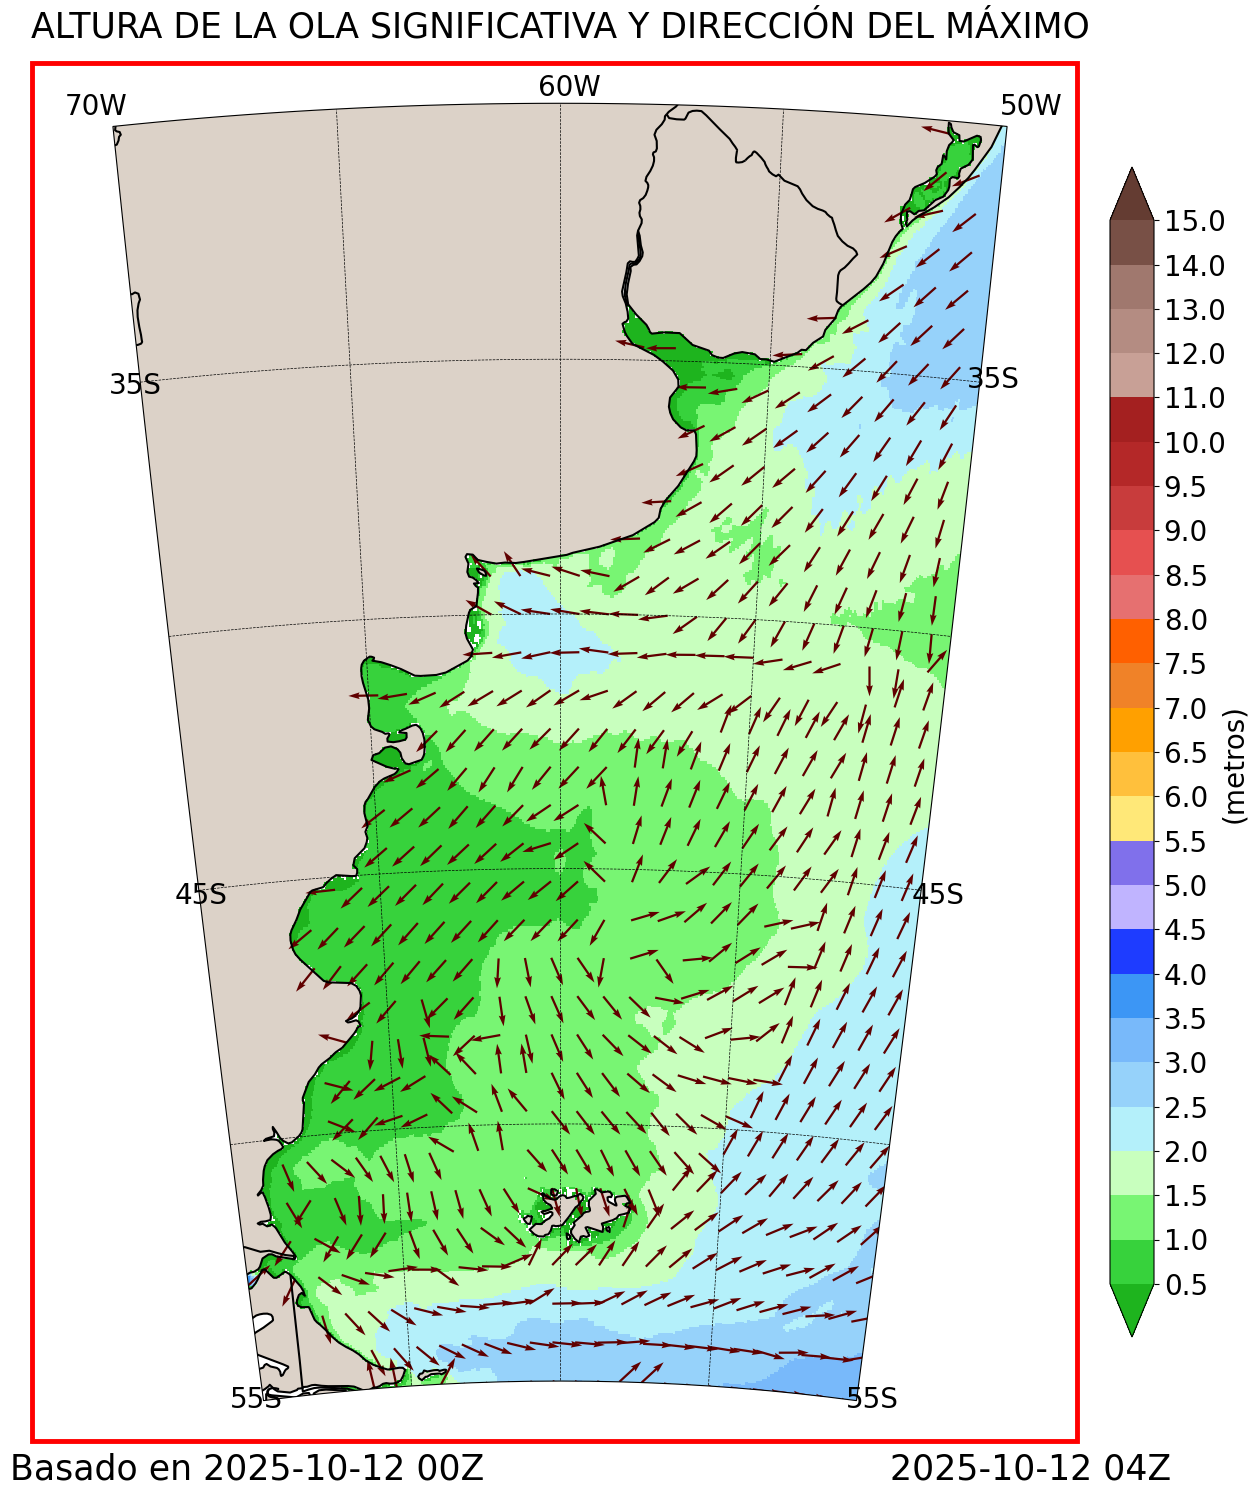 ALTURA DE LA OLA SIGNIFICATIVA Y DIRECCIÓN DEL MÁXIMO
70W
60W
50W
35S
35S
45S
45S
55S
55S
15.0
14.0
13.0
12.0
11.0
10.0
9.5
9.0
8.5
8.0
7.5
7.0
6.5
6.0
5.5
5.0
4.5
4.0
3.5
3.0
2.5
2.0
1.5
1.0
0.5
(metros)
Basado en 2025-10-12 00Z
2025-10-12 04Z